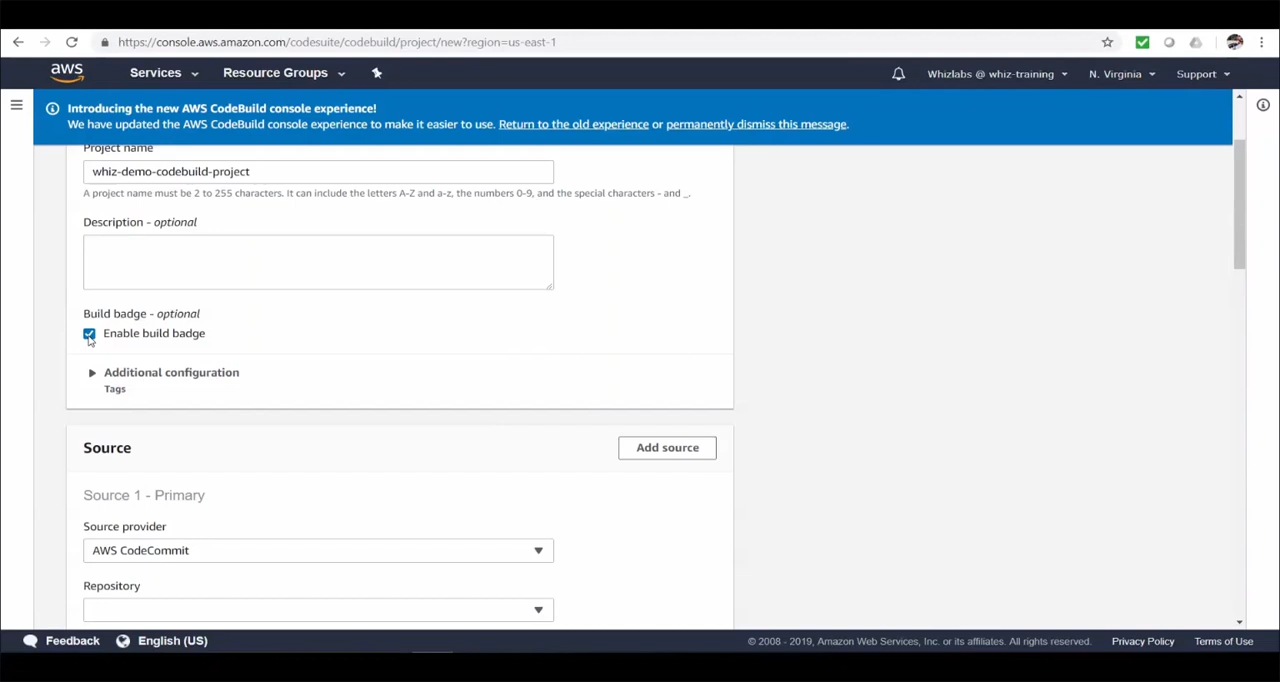 https://console.aws.amazon.com/codesuite/codebuild/project/new?region=us-east-1
aws
Services
Resource Groups
Whizlabs @ whiz-training
N. Virginia
Support
Introducing the new AWS CodeBuild console experience!
We have updated the AWS CodeBuild console experience to make it easier to use. Return to the old experience or permanently dismiss this message.
Project name
whiz-demo-codebuild-project
A project name must be 2 to 255 characters. It can include the letters A-Z and a-z, the numbers 0-9, and the special characters - and _.
Description - optional
Build badge - optional
Enable build badge
Additional configuration
Tags
Source
Add source
Source 1 - Primary
Source provider
AWS CodeCommit
Repository
Feedback
English (US)
© 2008 - 2019, Amazon Web Services, Inc. or its affiliates. All rights reserved.
Privacy Policy
Terms of Use